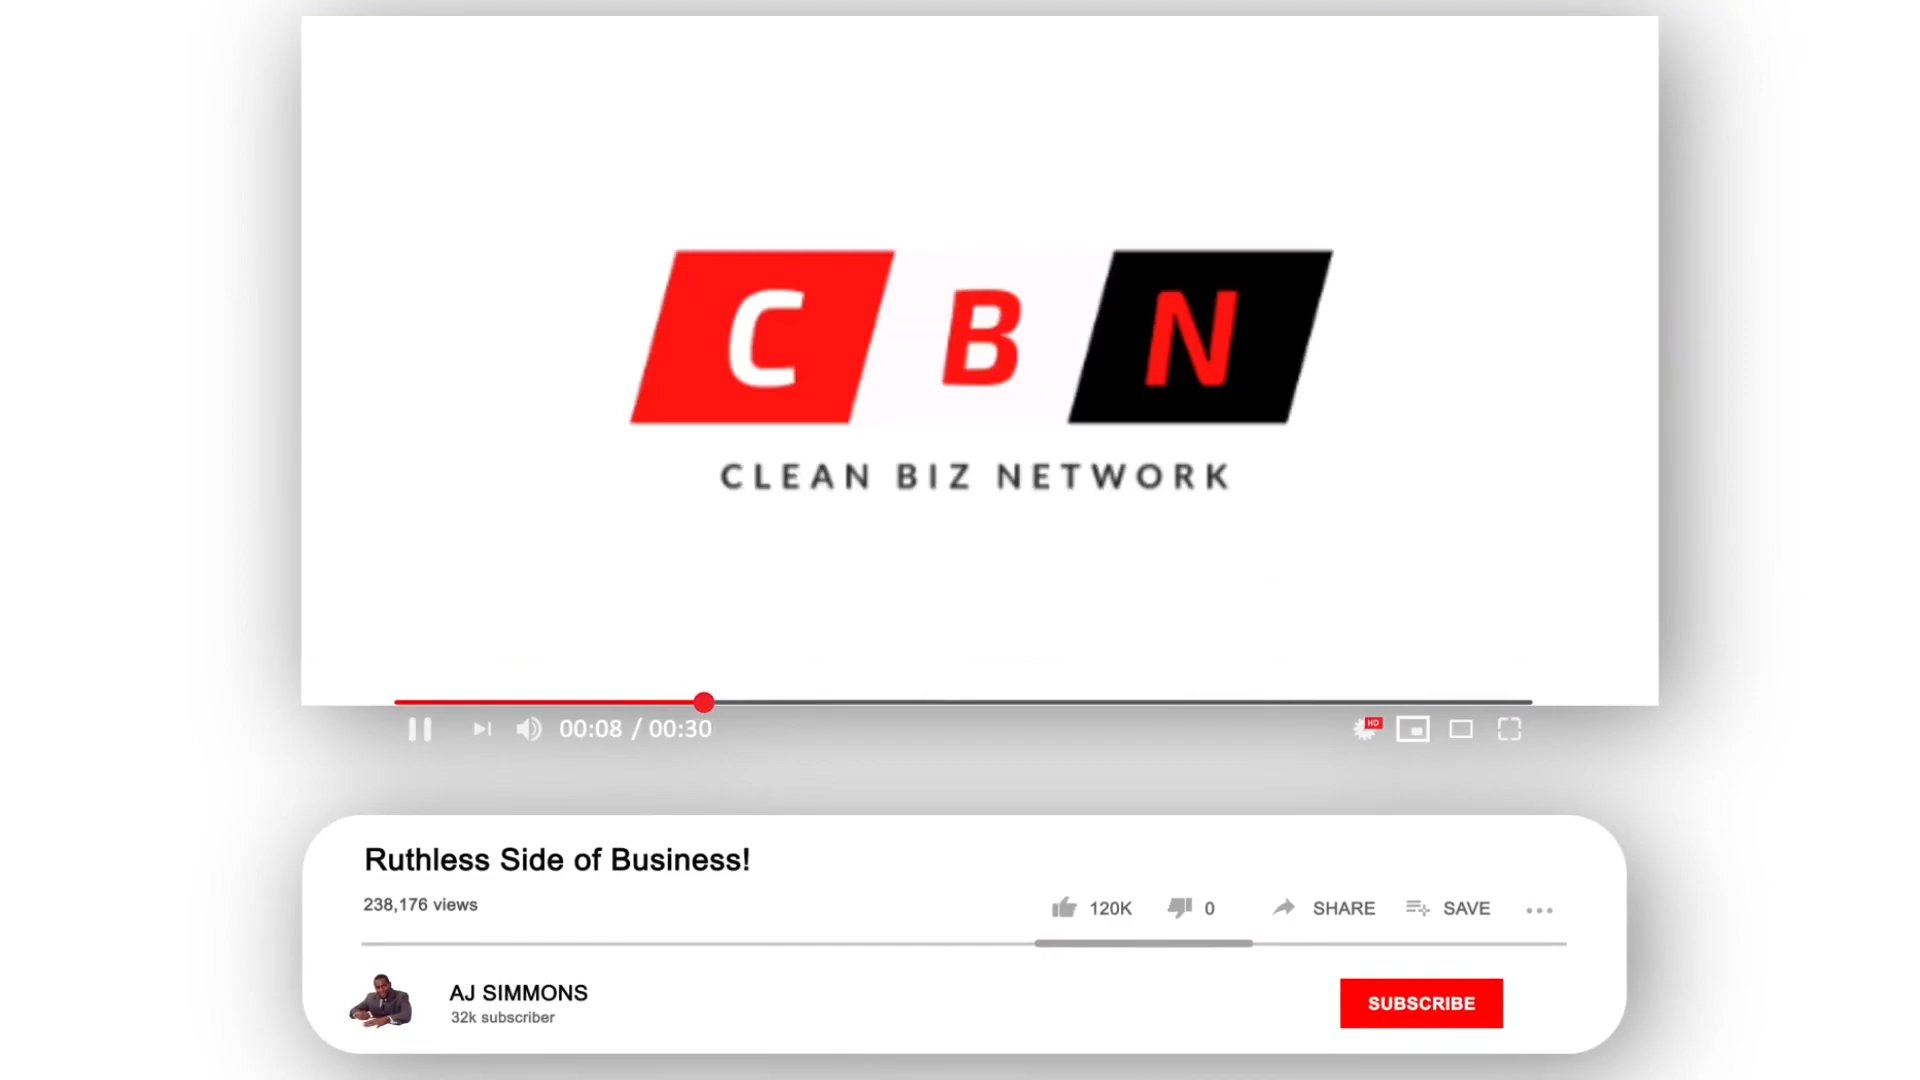 C B N
CLEAN BIZ NETWORK
00:08 / 00:30
HD
Ruthless Side of Business!
238,176 views
120K
0
SHARE
SAVE
AJ SIMMONS
32k subscriber
SUBSCRIBE